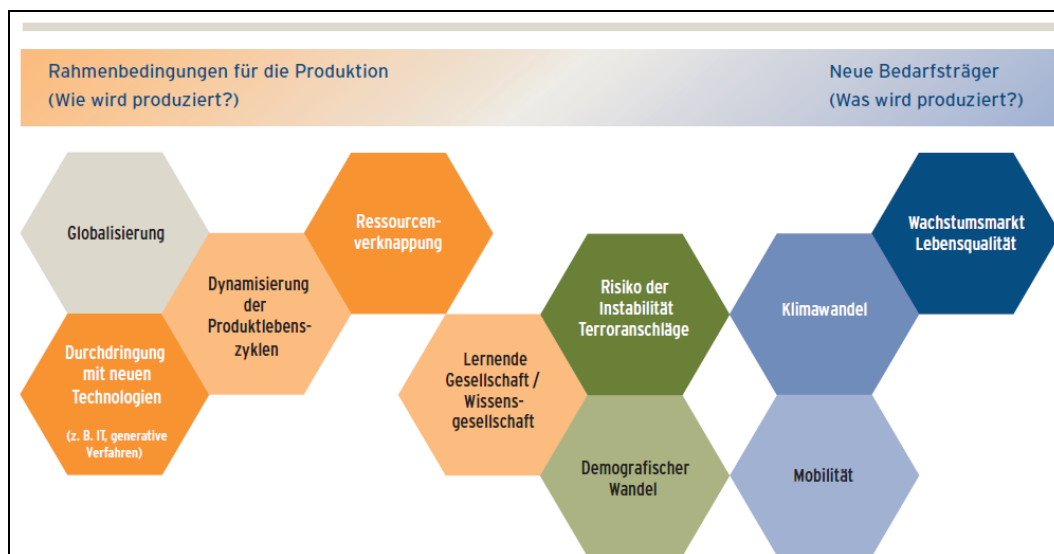 Rahmenbedingungen für die Produktion
(Wie wird produziert?)
Neue Bedarfsträger
(Was wird produziert?)
Globalisierung
Durchdringung
mit neuen
Technologien
(z. B. IT, generative
Verfahren)
Dynamisierung
der
Produktlebens-
zyklen
Ressourcen-
verknappung
Lernende
Gesellschaft /
Wissens-
gesellschaft
Risiko der
Instabilität
Terroranschläge
Demografischer
Wandel
Klimawandel
Mobilität
Wachstumsmarkt
Lebensqualität